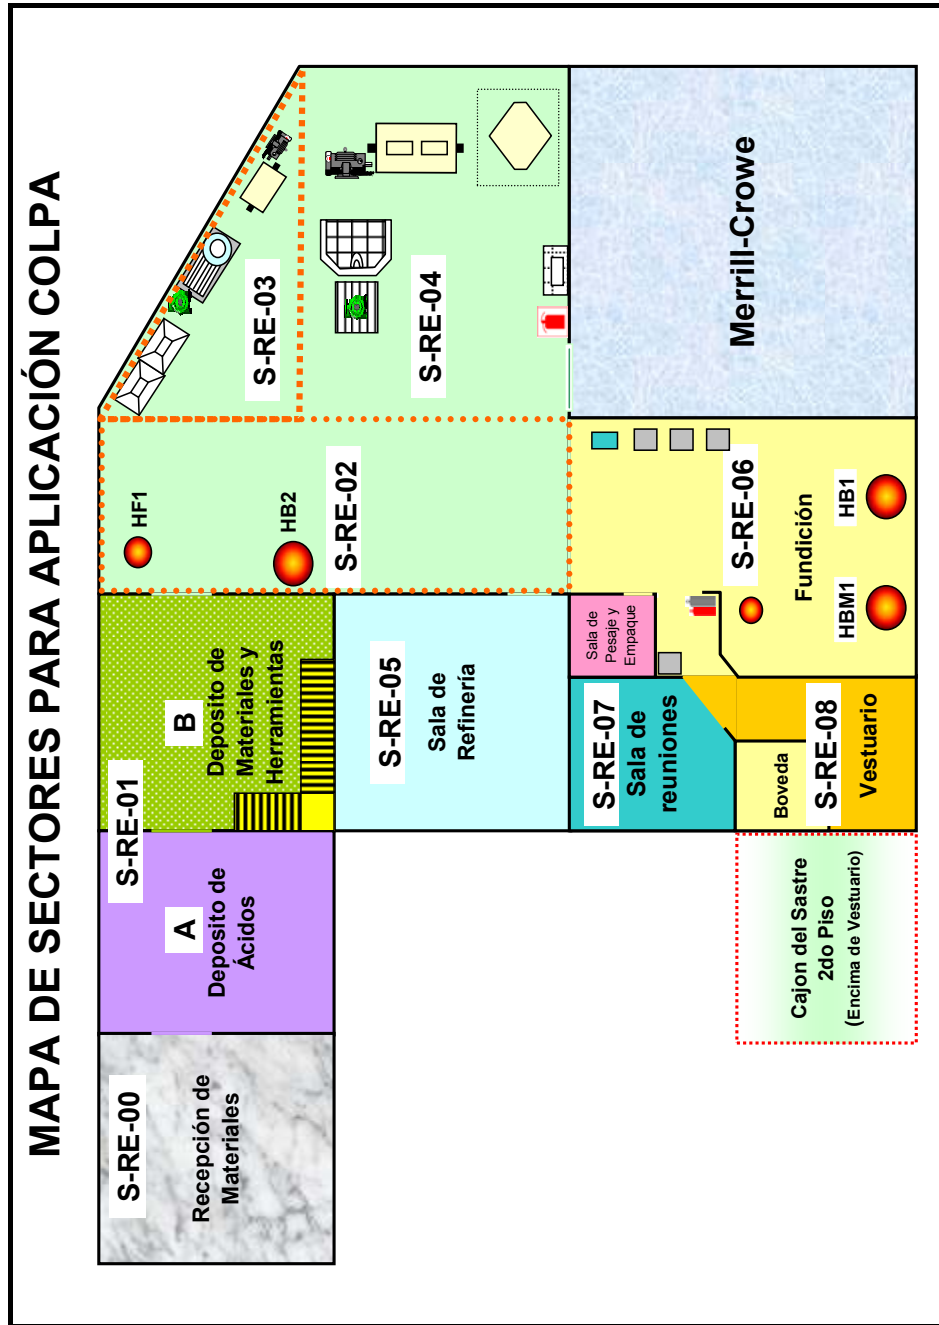 MAPA DE SECTORES PARA APLICACIÓN COLPA
S-RE-00
Recepción de
Materiales
S-RE-01
A
Deposito de
Ácidos
B
Deposito de
Materiales y
Herramientas
HF1
HB2
S-RE-02
S-RE-03
S-RE-04
S-RE-05
Sala de
Refinería
Sala de
Pesaje y
Empaque
S-RE-06
Fundición
HBM1
HB1
Merrill-Crowe
S-RE-07
Sala de
reuniones
Boveda
S-RE-08
Vestuario
Cajon del Sastre
2do Piso
(Encima de Vestuario)